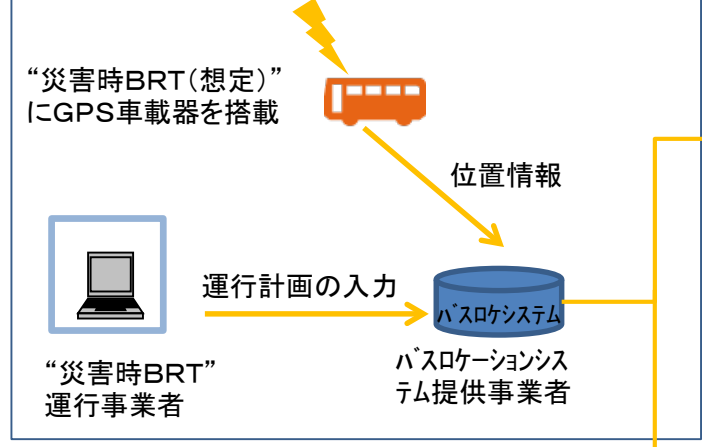 “災害時BRT（想定）”
にGPS車載器を搭載
位置情報
運行計画の入力
ﾊﾞｽﾛｹｼｽﾃﾑ
“災害時BRT”
運行事業者
ﾊﾞｽﾛｹｰｼｮﾝｼｽ
ﾃﾑ提供事業者